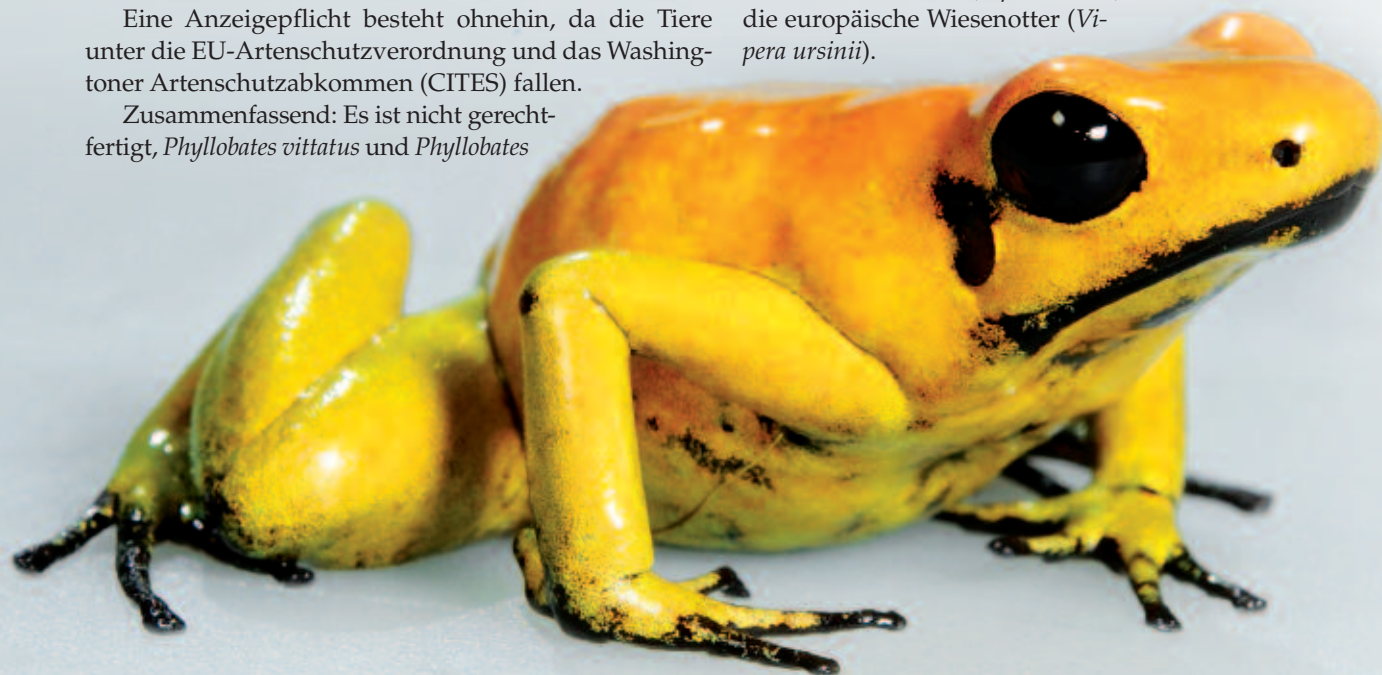 Eine Anzeigepflicht besteht ohnehin, da die Tiere
unter die EU-Artenschutzverordnung und das Washing-
toner Artenschutzabkommen (CITES) fallen.
Zusammenfassend: Es ist nicht gerecht-
fertigt, Phyllobates vittatus und Phyllobates
die europäische Wiesenotter (Vi-
pera ursinii).